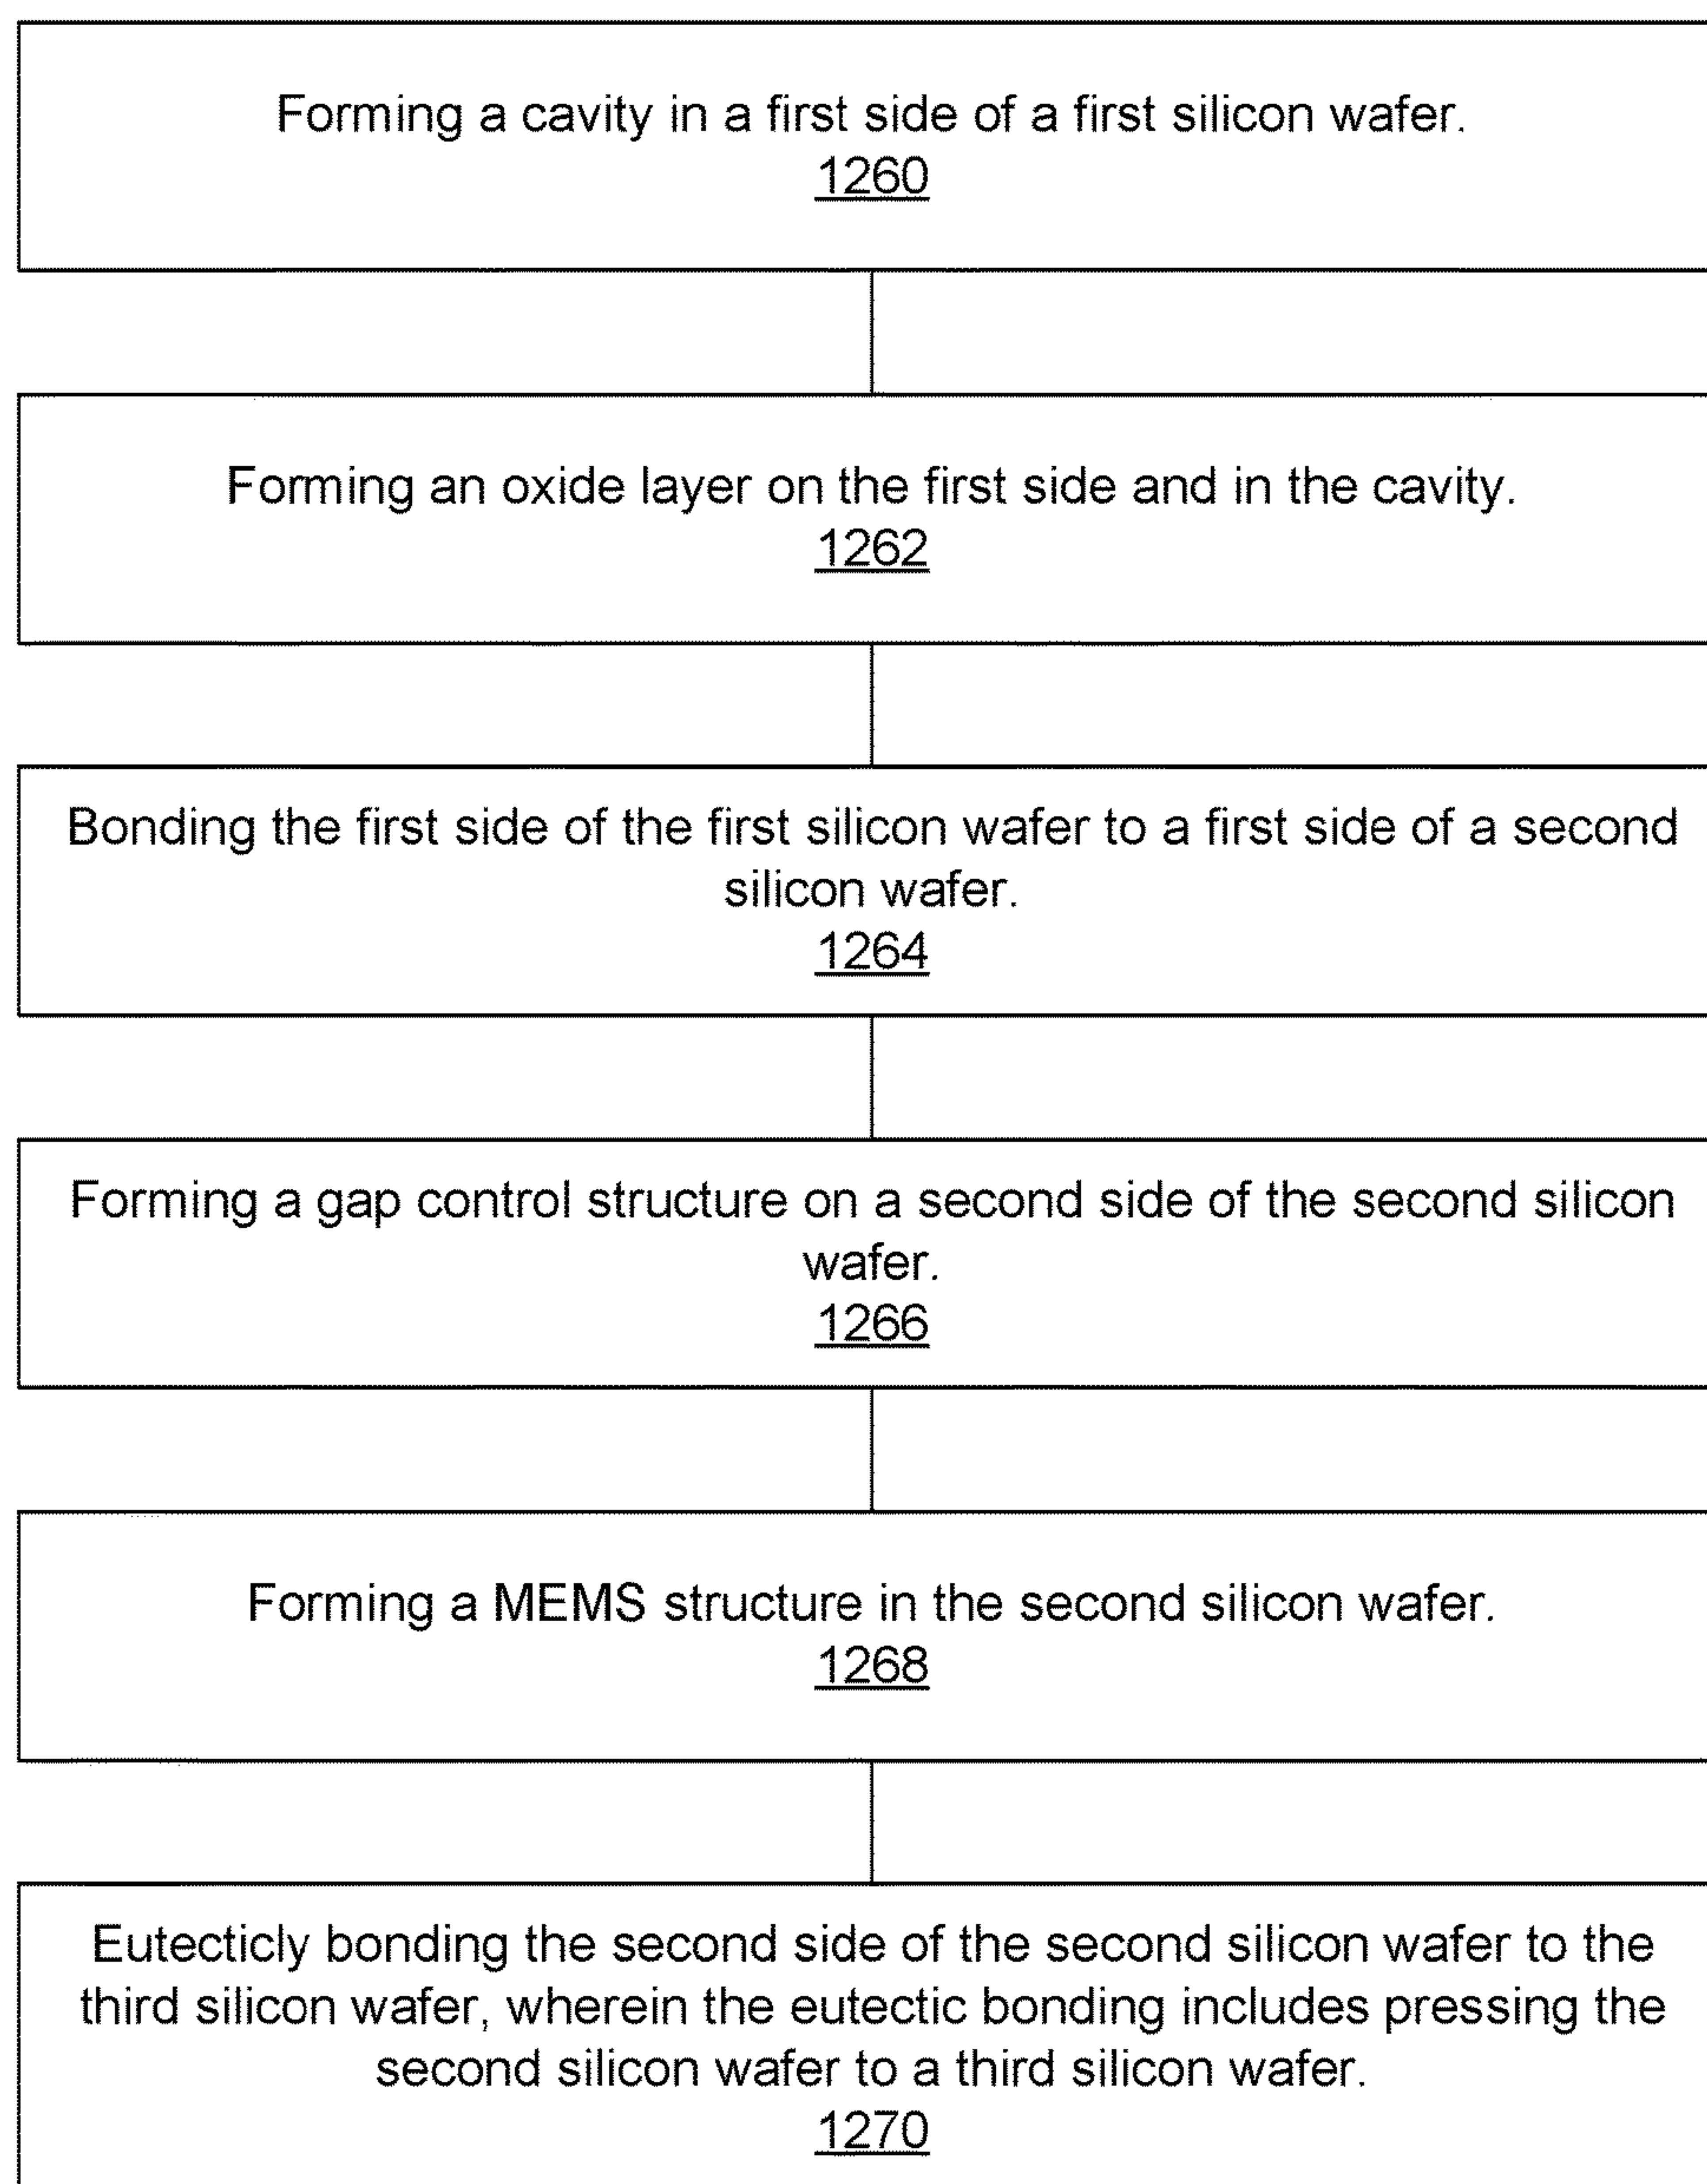 Forming a cavity in a first side of a first silicon wafer.
1260
Forming an oxide layer on the first side and in the cavity.
1262
Bonding the first side of the first silicon wafer to a first side of a second
silicon wafer.
1264
Forming a gap control structure on a second side of the second silicon
wafer.
1266
Forming a MEMS structure in the second silicon wafer.
1268
Eutecticly bonding the second side of the second silicon wafer to the
third silicon wafer, wherein the eutectic bonding includes pressing the
second silicon wafer to a third silicon wafer.
1270